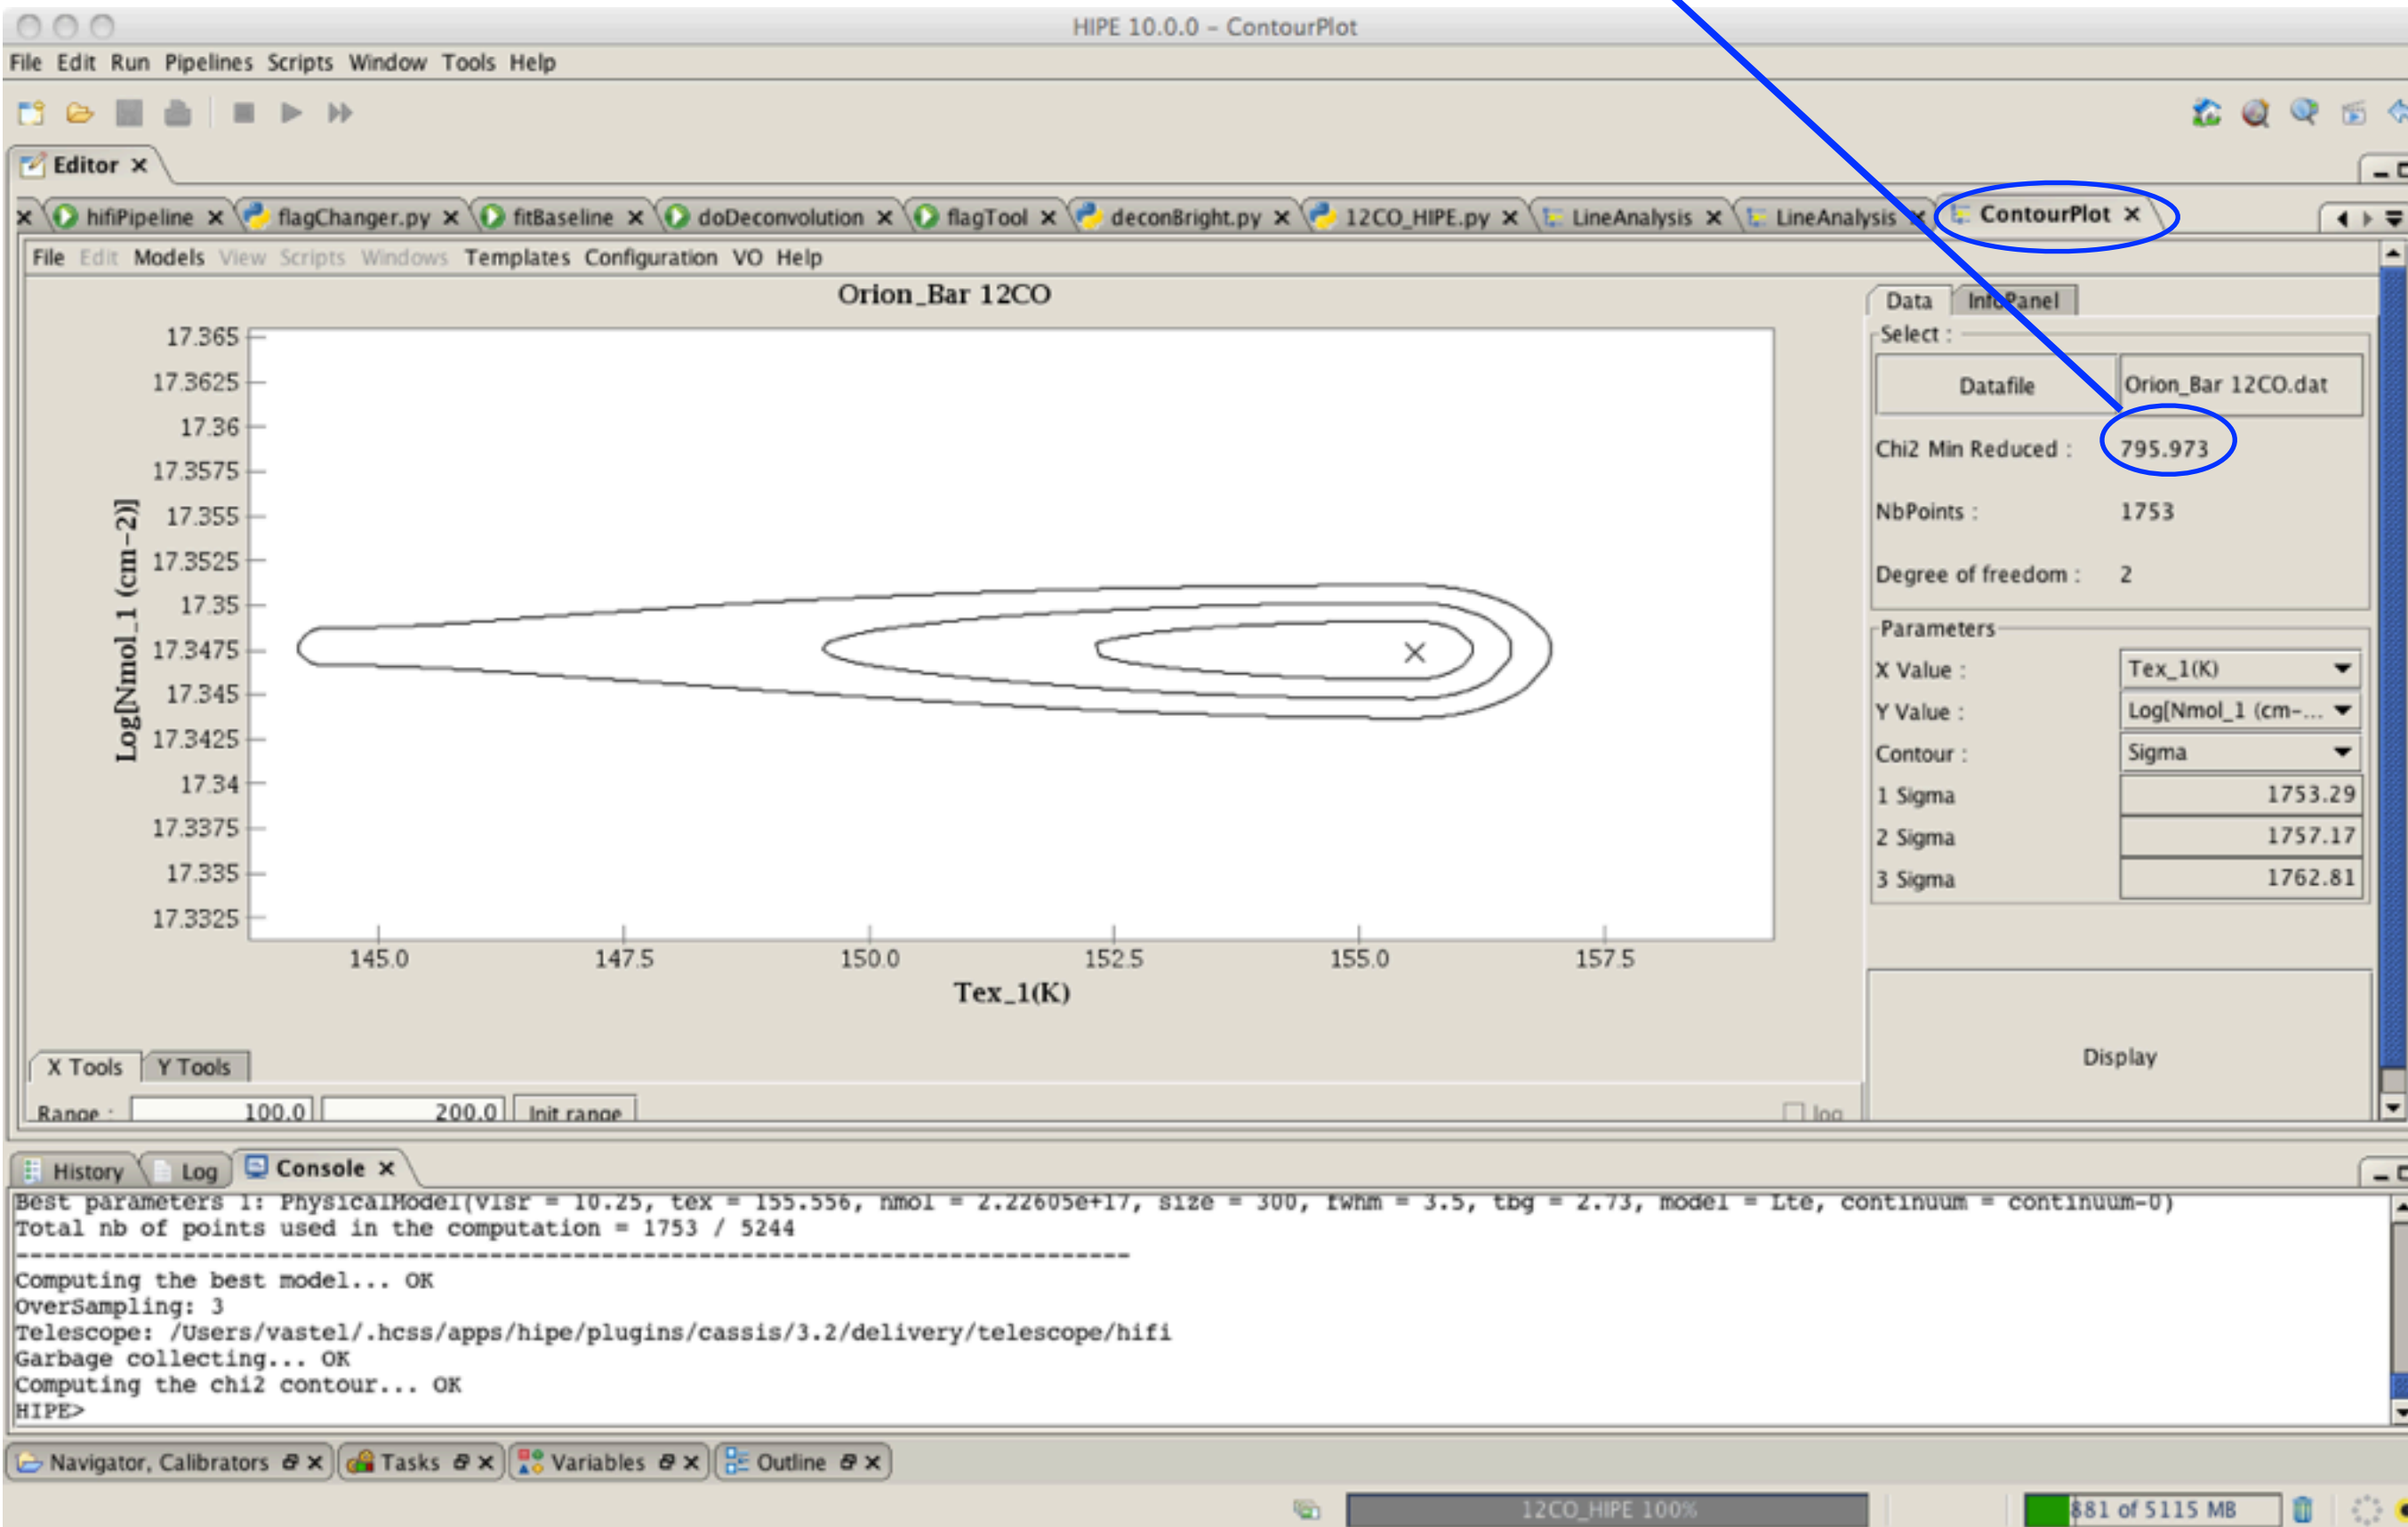 HIPE 10.0.0 - ContourPlot
File Edit Run Pipelines Scripts Window Tools Help
Editor ×
× hifiPipeline × flagChanger.py × fitBaseline × doDeconvolution × flagTool × deconBright.py × 12CO_HIPE.py × LineAnalysis × LineAnalysis × ContourPlot ×
File Edit Models View Scripts Windows Templates Configuration VO Help
Orion_Bar 12CO
17.365
17.3625
17.36
17.3575
17.355
17.3525
17.35
17.3475
17.345
17.3425
17.34
17.3375
17.335
17.3325
Log[Nmol_1 (cm-2)]
145.0 147.5 150.0 152.5 155.0 157.5
Tex_1(K)
Data InfoPanel
Select :
Datafile Orion_Bar 12CO.dat
Chi2 Min Reduced : 795.973
NbPoints : 1753
Degree of freedom : 2
Parameters
X Value : Tex_1(K)
Y Value : Log[Nmol_1 (cm-...
Contour : Sigma
1 Sigma 1753.29
2 Sigma 1757.17
3 Sigma 1762.81
Display
X Tools Y Tools
Range : 100.0 200.0 Init range log
History Log Console ×
Best parameters 1: PhysicalModel(vlsr = 10.25, tex = 155.556, nmol = 2.22605e+17, size = 300, fwhm = 3.5, tbg = 2.73, model = Lte, continuum = continuum-0)
Total nb of points used in the computation = 1753 / 5244
--------------------------------------------------------------------------------
Computing the best model... OK
OverSampling: 3
Telescope: /Users/vastel/.hcss/apps/hipe/plugins/cassis/3.2/delivery/telescope/hifi
Garbage collecting... OK
Computing the chi2 contour... OK
HIPE>
Navigator, Calibrators × Tasks × Variables × Outline ×
12CO_HIPE 100% 881 of 5115 MB